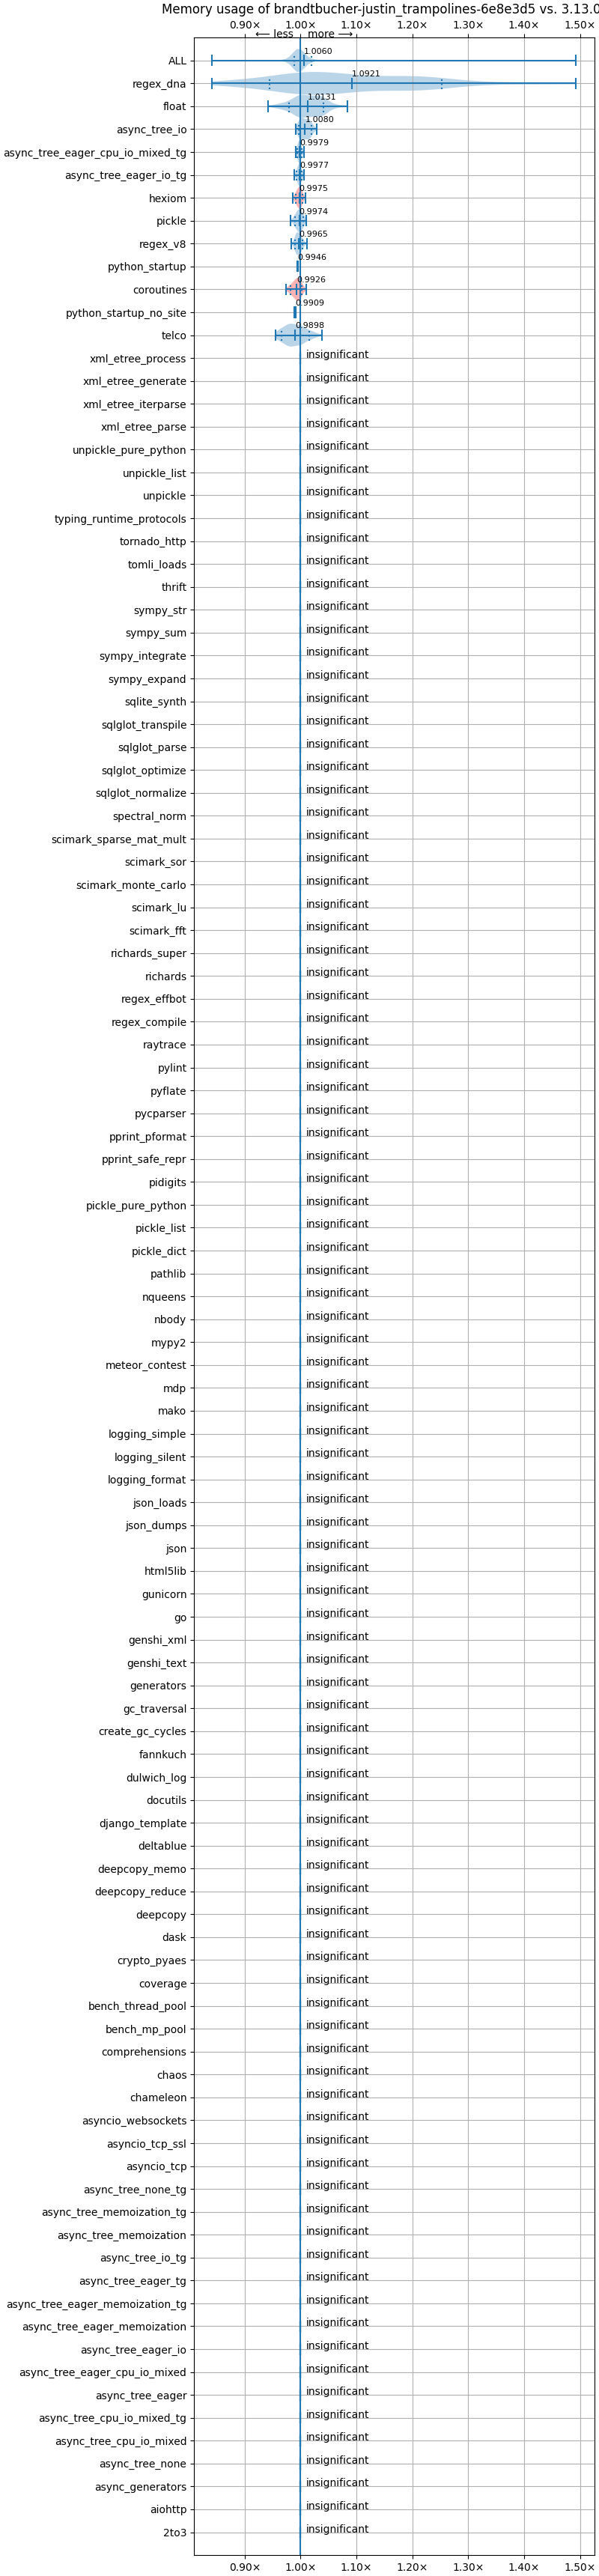 Memory usage of brandtbucher-justin_trampolines-6e8e3d5 vs. 3.13.0
⟵ less more ⟶
0.90× 1.00× 1.10× 1.20× 1.30× 1.40× 1.50×
ALL 1.0060
regex_dna 1.0921
float 1.0131
async_tree_io 1.0080
async_tree_eager_cpu_io_mixed_tg 0.9979
async_tree_eager_io_tg 0.9977
hexiom 0.9975
pickle 0.9974
regex_v8 0.9965
python_startup 0.9946
coroutines 0.9926
python_startup_no_site 0.9909
telco 0.9898
xml_etree_process insignificant
xml_etree_generate insignificant
xml_etree_iterparse insignificant
xml_etree_parse insignificant
unpickle_pure_python insignificant
unpickle_list insignificant
unpickle insignificant
typing_runtime_protocols insignificant
tornado_http insignificant
tomli_loads insignificant
thrift insignificant
sympy_str insignificant
sympy_sum insignificant
sympy_integrate insignificant
sympy_expand insignificant
sqlite_synth insignificant
sqlglot_transpile insignificant
sqlglot_parse insignificant
sqlglot_optimize insignificant
sqlglot_normalize insignificant
spectral_norm insignificant
scimark_sparse_mat_mult insignificant
scimark_sor insignificant
scimark_monte_carlo insignificant
scimark_lu insignificant
scimark_fft insignificant
richards_super insignificant
richards insignificant
regex_effbot insignificant
regex_compile insignificant
raytrace insignificant
pylint insignificant
pyflate insignificant
pycparser insignificant
pprint_pformat insignificant
pprint_safe_repr insignificant
pidigits insignificant
pickle_pure_python insignificant
pickle_list insignificant
pickle_dict insignificant
pathlib insignificant
nqueens insignificant
nbody insignificant
mypy2 insignificant
meteor_contest insignificant
mdp insignificant
mako insignificant
logging_simple insignificant
logging_silent insignificant
logging_format insignificant
json_loads insignificant
json_dumps insignificant
json insignificant
html5lib insignificant
gunicorn insignificant
go insignificant
genshi_xml insignificant
genshi_text insignificant
generators insignificant
gc_traversal insignificant
create_gc_cycles insignificant
fannkuch insignificant
dulwich_log insignificant
docutils insignificant
django_template insignificant
deltablue insignificant
deepcopy_memo insignificant
deepcopy_reduce insignificant
deepcopy insignificant
dask insignificant
crypto_pyaes insignificant
coverage insignificant
bench_thread_pool insignificant
bench_mp_pool insignificant
comprehensions insignificant
chaos insignificant
chameleon insignificant
asyncio_websockets insignificant
asyncio_tcp_ssl insignificant
asyncio_tcp insignificant
async_tree_none_tg insignificant
async_tree_memoization_tg insignificant
async_tree_memoization insignificant
async_tree_io_tg insignificant
async_tree_eager_tg insignificant
async_tree_eager_memoization_tg insignificant
async_tree_eager_memoization insignificant
async_tree_eager_io insignificant
async_tree_eager_cpu_io_mixed insignificant
async_tree_eager insignificant
async_tree_cpu_io_mixed_tg insignificant
async_tree_cpu_io_mixed insignificant
async_tree_none insignificant
async_generators insignificant
aiohttp insignificant
2to3 insignificant
0.90× 1.00× 1.10× 1.20× 1.30× 1.40× 1.50×